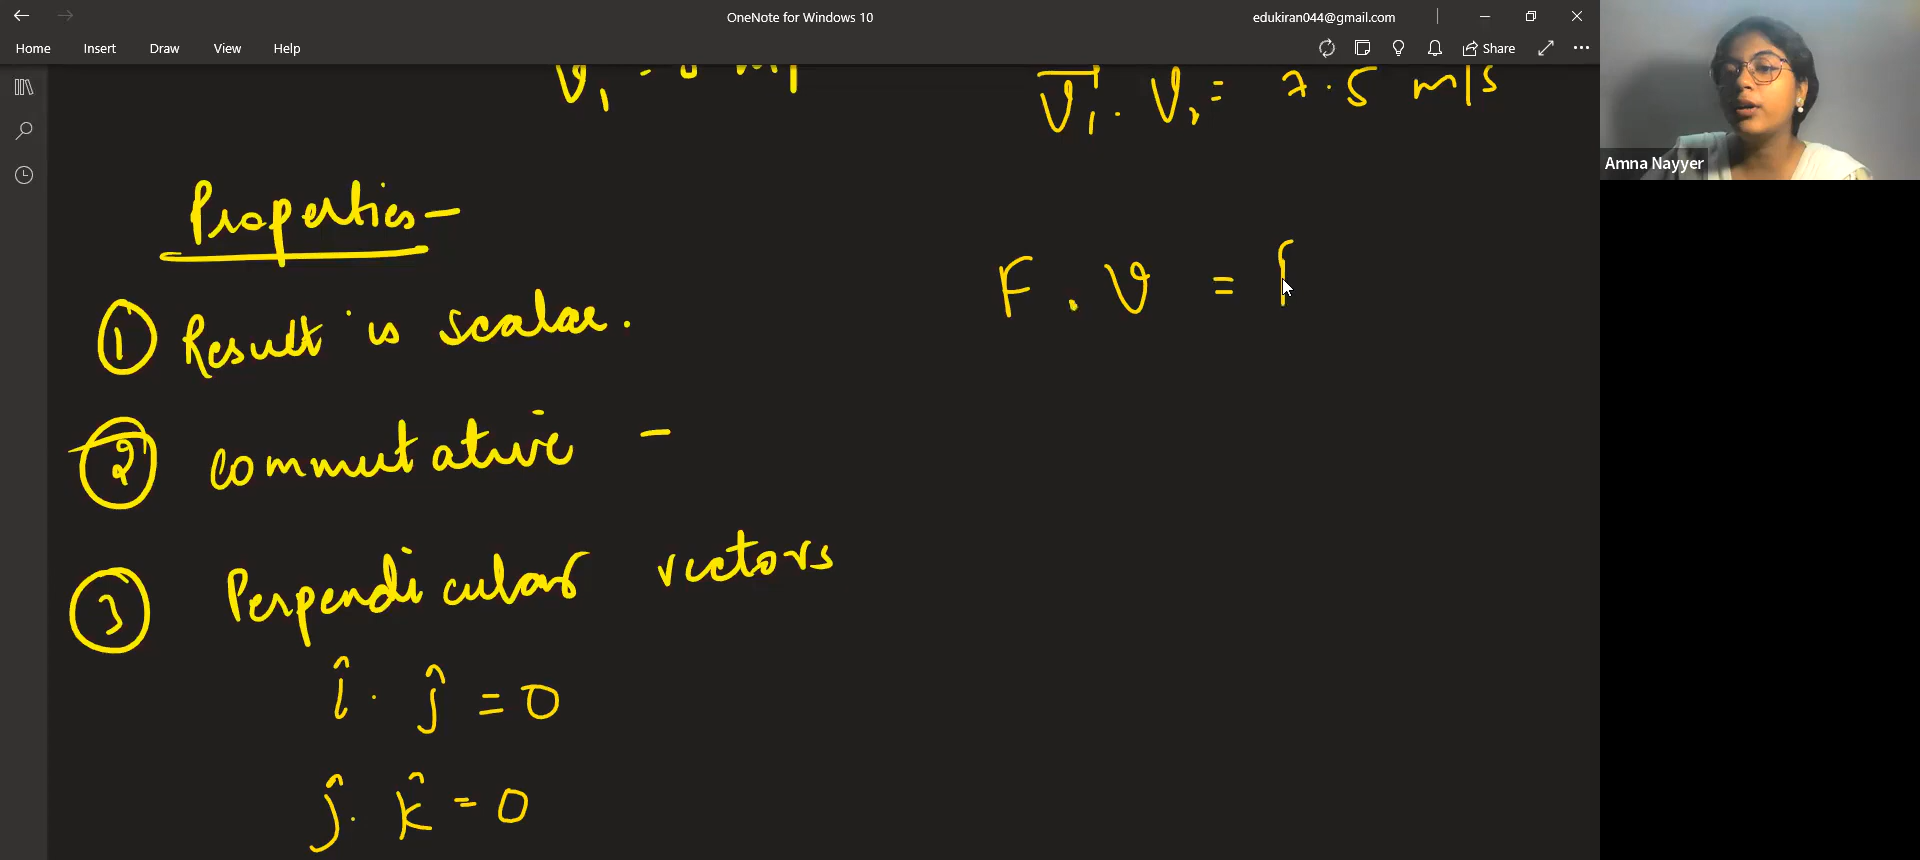 OneNote for Windows 10
edukiran044@gmail.com
Home Insert Draw View Help
Share
V₁ . V₂ = 7.5 m/s
Amna Nayyer
Properties -
F . V =
① Result is scalar.
② Commutative -
③ Perpendicular vectors
î . ĵ = 0
ĵ . k̂ = 0